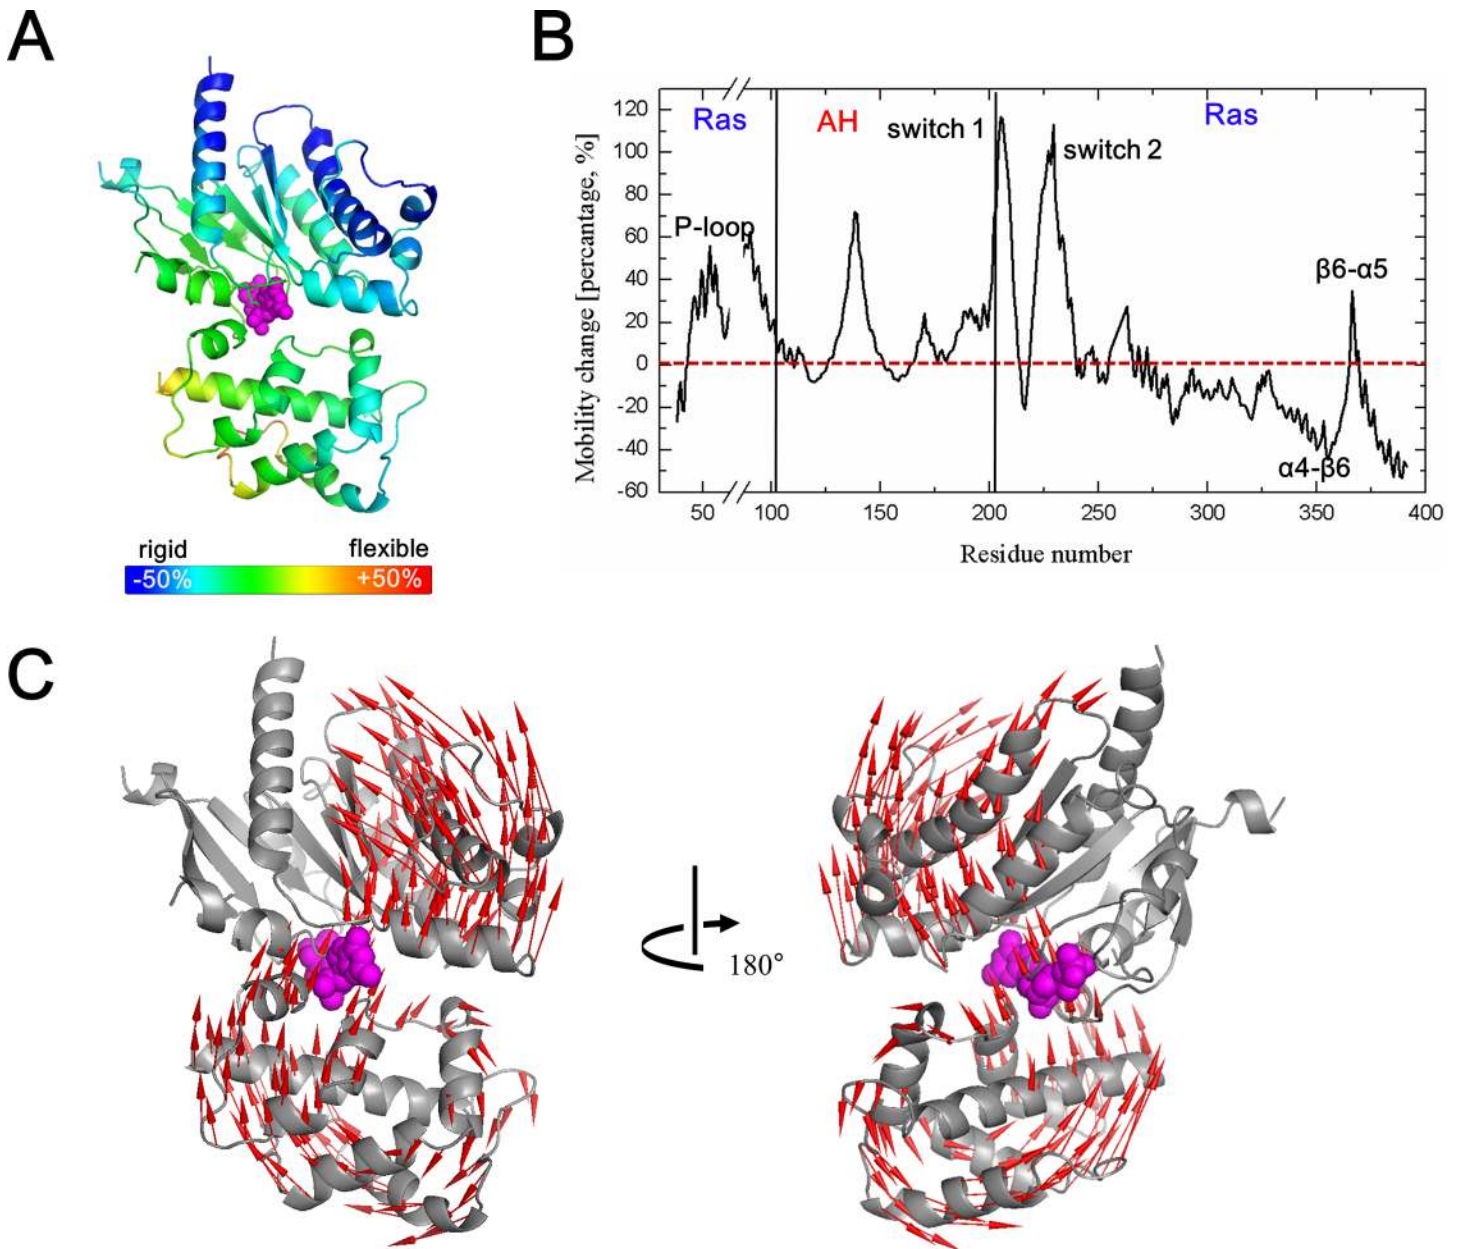 A
B
rigid flexible
-50% +50%
Mobility change [percantage, %]
120
100
80
60
40
20
0
-20
-40
-60
Ras
AH
switch 1
switch 2
Ras
P-loop
β6-α5
α4-β6
50 100 150 200 250 300 350 400
Residue number
C
180°